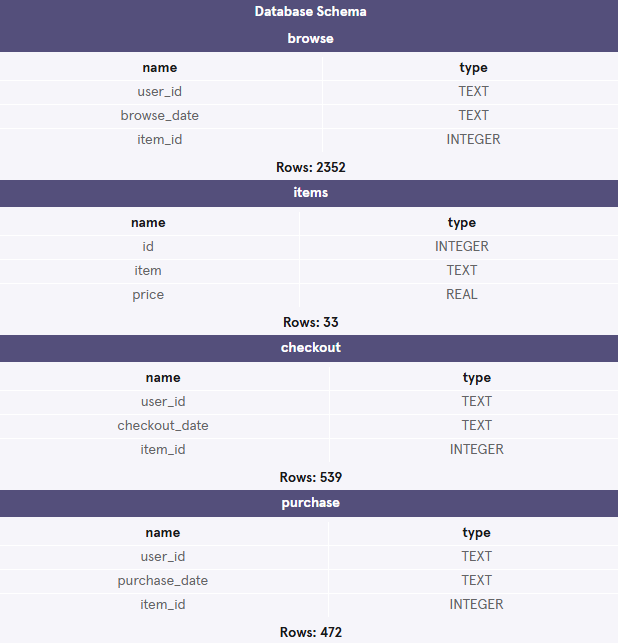 Database Schema
browse
name type
user_id TEXT
browse_date TEXT
item_id INTEGER
Rows: 2352
items
name type
id INTEGER
item TEXT
price REAL
Rows: 33
checkout
name type
user_id TEXT
checkout_date TEXT
item_id INTEGER
Rows: 539
purchase
name type
user_id TEXT
purchase_date TEXT
item_id INTEGER
Rows: 472